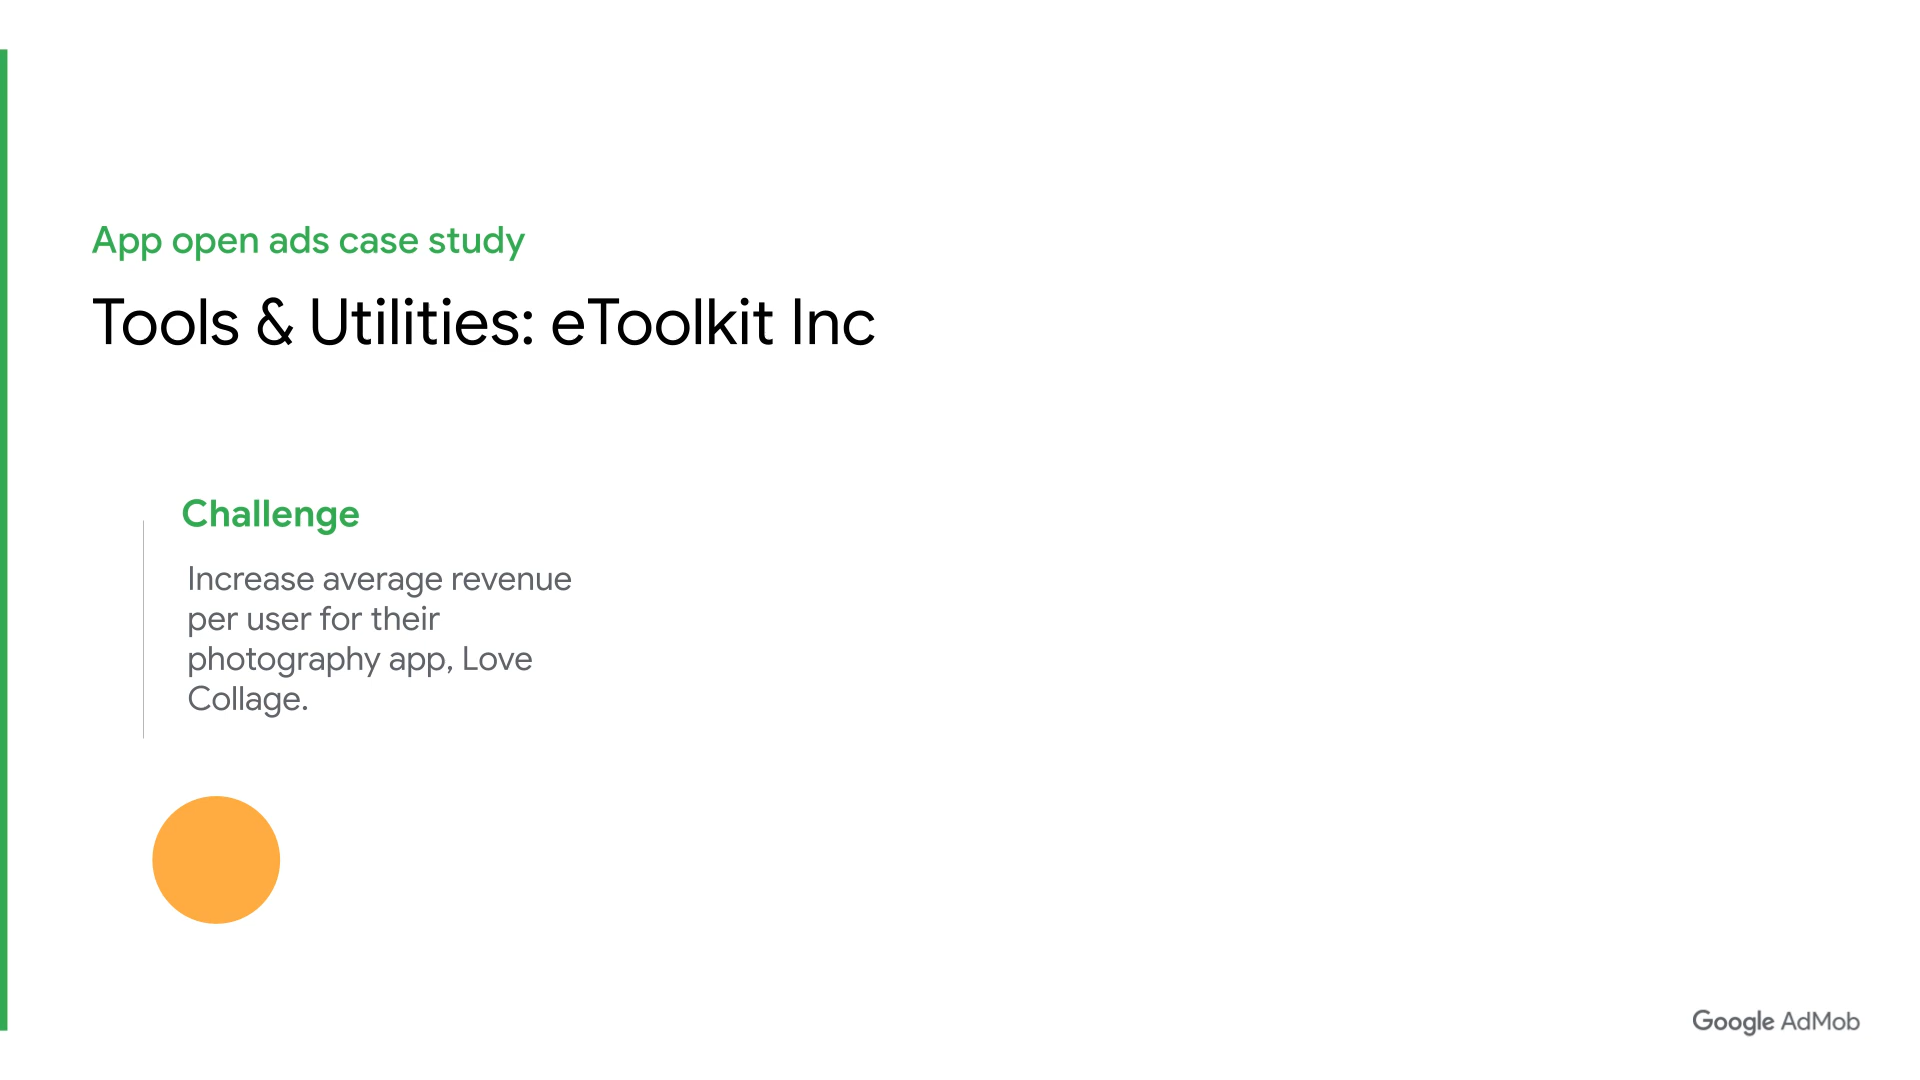 App open ads case study
Tools & Utilities: eToolkit Inc
Challenge
Increase average revenue
per user for their
photography app, Love
Collage.
Google AdMob